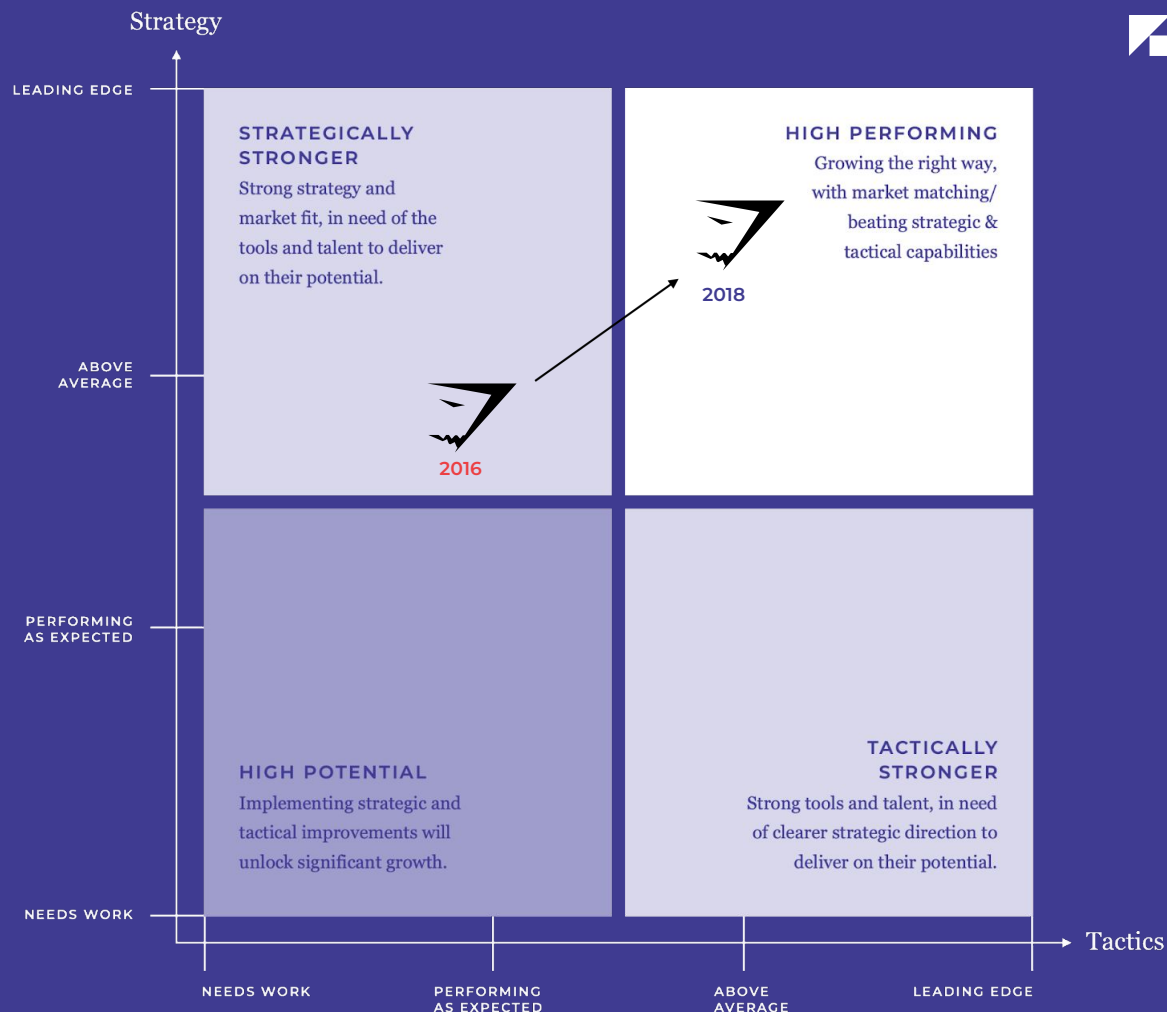 Strategy
LEADING EDGE
STRATEGICALLY
STRONGER
Strong strategy and
market fit, in need of the
tools and talent to deliver
on their potential.
HIGH PERFORMING
Growing the right way,
with market matching/
beating strategic &
tactical capabilities
2018
ABOVE
AVERAGE
2016
PERFORMING
AS EXPECTED
HIGH POTENTIAL
Implementing strategic and
tactical improvements will
unlock significant growth.
TACTICALLY
STRONGER
Strong tools and talent, in need
of clearer strategic direction to
deliver on their potential.
NEEDS WORK
Tactics
NEEDS WORK
PERFORMING
AS EXPECTED
ABOVE
AVERAGE
LEADING EDGE